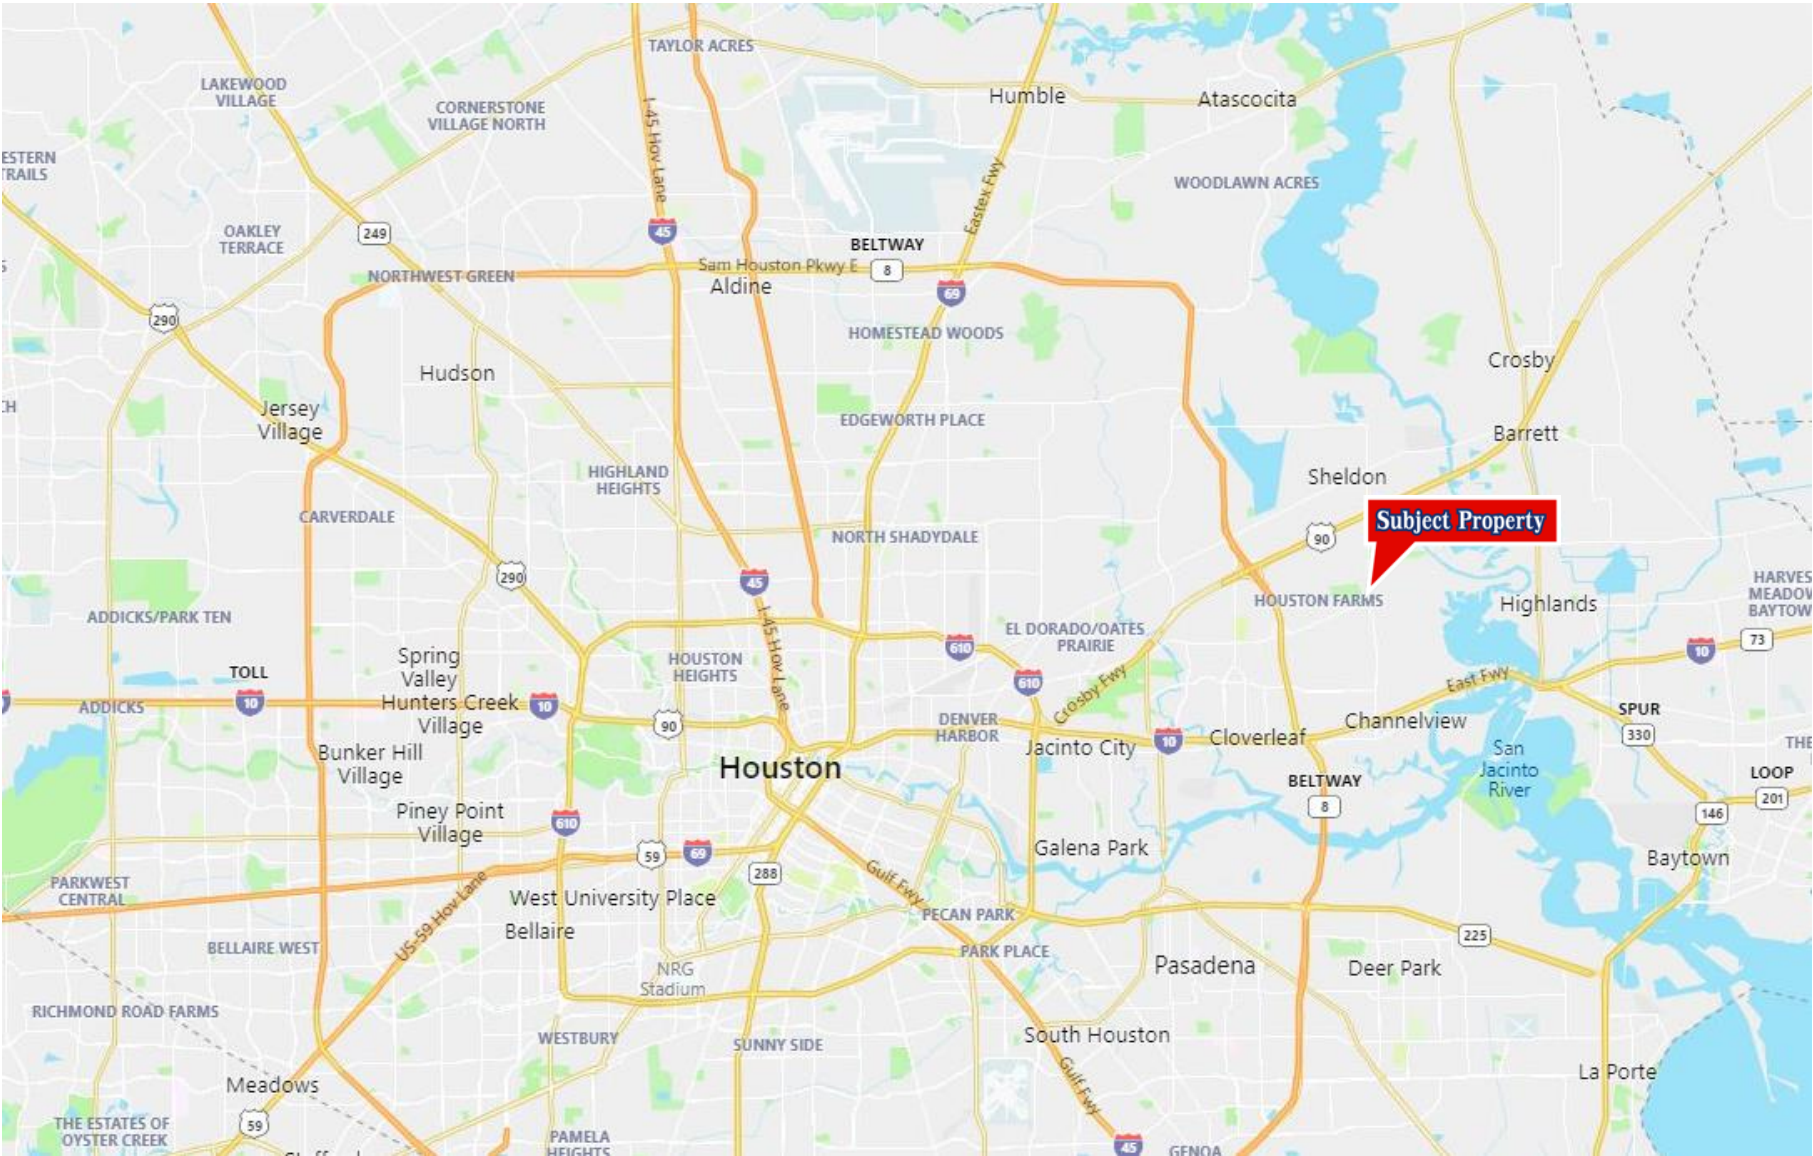 TAYLOR ACRES
LAKEWOOD
VILLAGE
CORNERSTONE
VILLAGE NORTH
Humble
Atascocita
I-45 Hov Lane
ESTERN
TRAILS
Eastex Fwy
WOODLAWN ACRES
OAKLEY
TERRACE
249
45
BELTWAY
8
Sam Houston Pkwy E
NORTHWEST GREEN
Aldine
69
290
HOMESTEAD WOODS
Hudson
Crosby
CH
Jersey
Village
EDGEWORTH PLACE
Barrett
HIGHLAND
HEIGHTS
Sheldon
CARVERDALE
Subject Property
NORTH SHADYDALE
90
290
45
HARVES
MEADOW
BAYTOW
HOUSTON FARMS
Highlands
ADDICKS/PARK TEN
I-45 Hov Lane
EL DORADO/OATES
PRAIRIE
610
73
10
Spring
Valley
HOUSTON
HEIGHTS
TOLL
10
610
Crosby Fwy
East Fwy
ADDICKS
Hunters Creek
Village
10
90
DENVER
HARBOR
Jacinto City
10
Cloverleaf
Channelview
SPUR
330
Bunker Hill
Village
Houston
San
Jacinto
River
THE
BELTWAY
8
LOOP
201
Piney Point
Village
610
146
59
69
Galena Park
Baytown
288
Gulf Fwy
PARKWEST
CENTRAL
US-59 Hov Lane
West University Place
PECAN PARK
Bellaire
225
BELLAIRE WEST
PARK PLACE
NRG
Stadium
Pasadena
Deer Park
RICHMOND ROAD FARMS
WESTBURY
SUNNY SIDE
South Houston
Gulf Fwy
La Porte
Meadows
59
THE ESTATES OF
OYSTER CREEK
PAMELA
HEIGHTS
45
GENOA